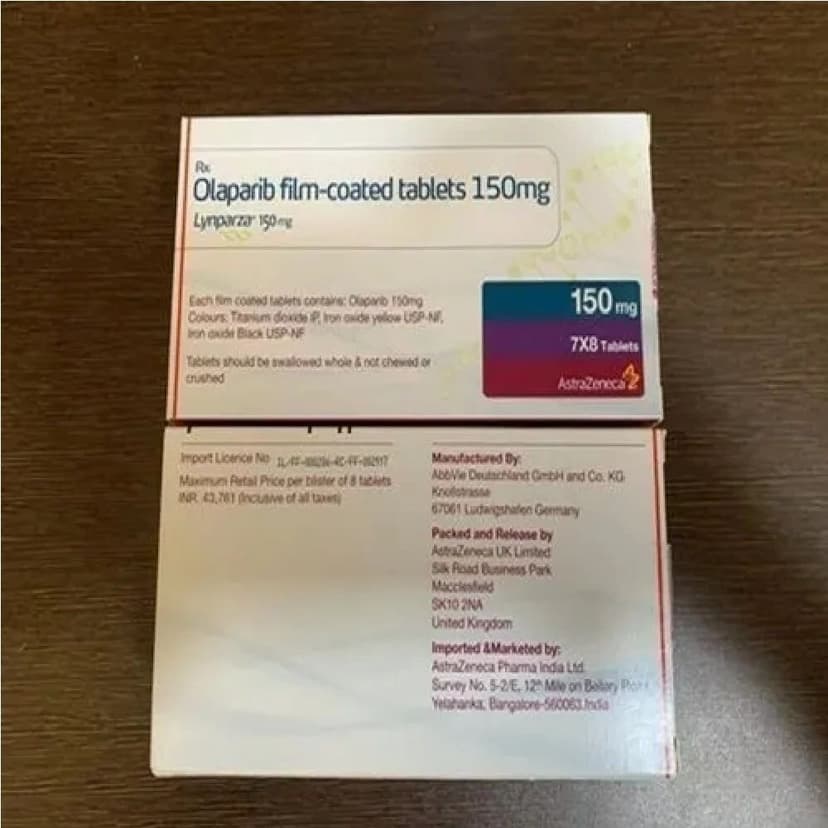 Rx
Olaparib film-coated tablets 150mg
Lynparza 150mg
Each film coated tablets contains: Olaparib 150mg
Colours: Titanium dioxide IP, Iron oxide yellow USP-NF,
Iron oxide Black USP-NF
Tablets should be swallowed whole & not chewed or
crushed
150 mg
7X8 Tablets
AstraZeneca
Import Licence No
Maximum Retail Price per blister of 8 tablets
INR. 43,761 (Inclusive of all taxes)
Manufactured By:
AbbVie Deutschland GmbH and Co. KG
Knollstrasse
67061 Ludwigshafen Germany
Packed and Release by
AstraZeneca UK Limited
Silk Road Business Park
Macclesfield
SK10 2NA
United Kingdom
Imported &Marketed by:
AstraZeneca Pharma India Ltd.
Survey No. 5-2/E, 12th Mile on Bellary
Yelahanka, Bangalore-560063.India